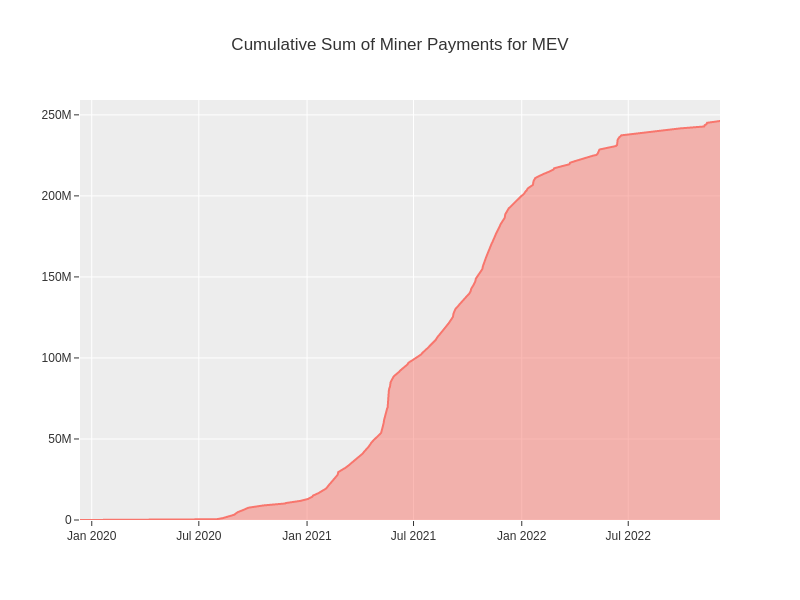 Cumulative Sum of Miner Payments for MEV
250M
200M
150M
100M
50M
0
Jan 2020
Jul 2020
Jan 2021
Jul 2021
Jan 2022
Jul 2022